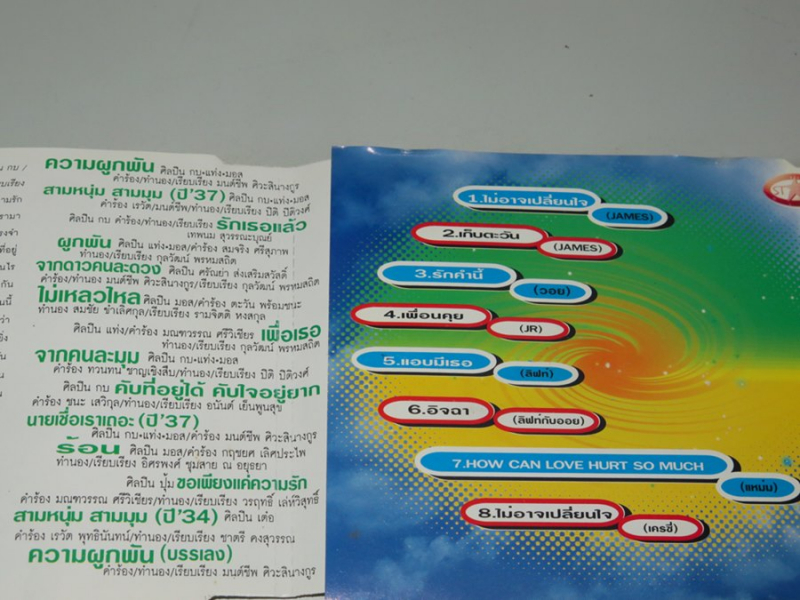 ความผูกพัน ศิลปิน กบ•แท่ง•มอส
คำร้อง/ทำนอง/เรียบเรียง มนต์ชีพ ศิวะสินางกูร
สามหนุ่ม สามมุม (ปี'37) ศิลปิน กบ•แท่ง•มอส
คำร้อง เรวัต/มนต์ชีพ/ทำนอง/เรียบเรียง ปิติ ปิติวงศ์
ศิลปิน กบ คำร้อง/ทำนอง/เรียบเรียง รักเธอแล้ว
เทพนม สุวรรณะบุณย์
ผูกพัน ศิลปิน แท่ง•มอส/คำร้อง สมจริง ศรีสุภาพ
ทำนอง/เรียบเรียง กุลวัฒน์ พรหมสถิต
จากดาวคนละดวง ศิลปิน ศรัณย่า ส่งเสริมสวัสดิ์
คำร้อง/ทำนอง มนต์ชีพ ศิวะสินางกูร/เรียบเรียง กุลวัฒน์ พรหมสถิต
ไม่เหลวไหล ศิลปิน มอส/คำร้อง ตะวัน พร้อมชนะ
ทำนอง สมชัย ขำเลิศกุล/เรียบเรียง รามจิตติ หงสกุล
ศิลปิน แท่ง/คำร้อง มณฑวรรณ ศรีวิเชียร เพื่อเธอ
ทำนอง/เรียบเรียง กุลวัฒน์ พรหมสถิต
จากคนละมุม ศิลปิน กบ•แท่ง•มอส
คำร้อง ทวนทน ชาญเชิงสืบ/ทำนอง/เรียบเรียง ปิติ ปิติวงศ์
ศิลปิน กบ คับที่อยู่ได้ คับใจอยู่ยาก
คำร้อง ชนะ เสวิกุล/ทำนอง/เรียบเรียง อนันต์ เย็นพูนสุข
นายเชื่อเราเถอะ (ปี'37)
ศิลปิน กบ•แท่ง•มอส/คำร้อง มนต์ชีพ ศิวะสินางกูร
ร้อน ศิลปิน มอส/คำร้อง กฤชยศ เลิศประไพ
ทำนอง/เรียบเรียง อิศรพงศ์ ชุมสาย ณ อยุธยา
ศิลปิน ปุ้ม ขอเพียงแค่ความรัก
คำร้อง มณฑวรรณ ศรีวิเชียร/ทำนอง/เรียบเรียง วรฤทธิ์ เล่ห์วิสุทธิ์
สามหนุ่ม สามมุม (ปี'34) ศิลปิน เต๋อ
คำร้อง เรวัต พุทธินันทน์/ทำนอง/เรียบเรียง ชาตรี คงสุวรรณ
ความผูกพัน (บรรเลง)
คำร้อง/ทำนอง/เรียบเรียง มนต์ชีพ ศิวะสินางกูร
1.ไม่อาจเปลี่ยนใจ
(JAMES)
2.เก็บตะวัน
(JAMES)
3.รักคำนี้
(วอย)
4.เพื่อนคุย
(JR)
5.แอบมีเธอ
(ลิฟท์)
6.อิจฉา
(ลิฟท์กับออย)
7.HOW CAN LOVE HURT SO MUCH
(แหม่ม)
8.ไม่อาจเปลี่ยนใจ
(เครซี่)